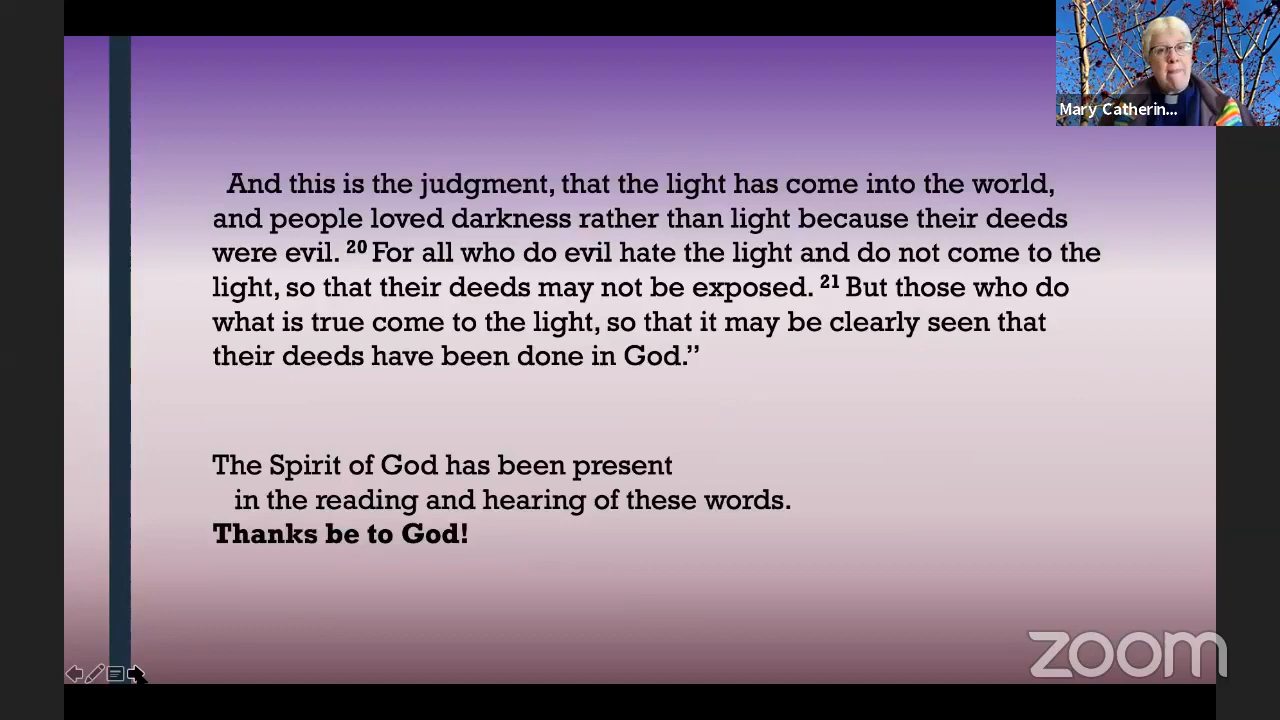 Mary Catherin...
And this is the judgment, that the light has come into the world,
and people loved darkness rather than light because their deeds
were evil. 20 For all who do evil hate the light and do not come to the
light, so that their deeds may not be exposed. 21 But those who do
what is true come to the light, so that it may be clearly seen that
their deeds have been done in God.”
The Spirit of God has been present
in the reading and hearing of these words.
Thanks be to God!
zoom